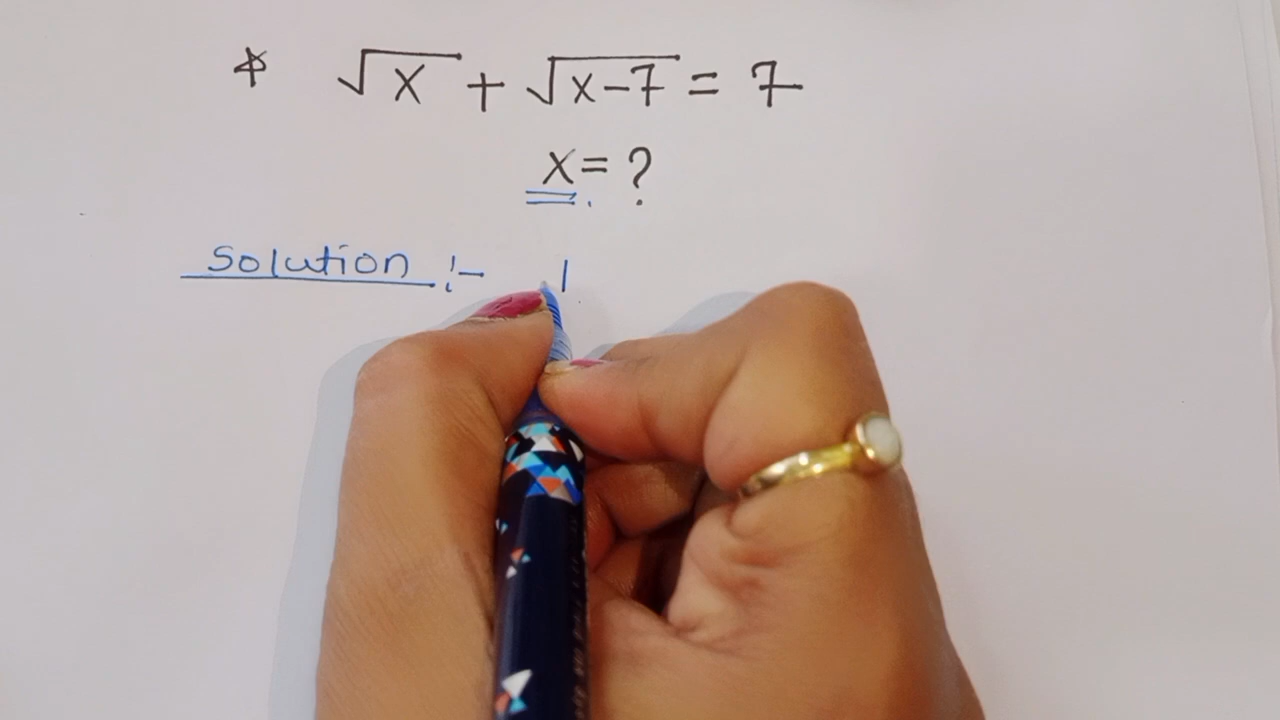 * √x + √x-7 = 7
x = ?
Solution :-